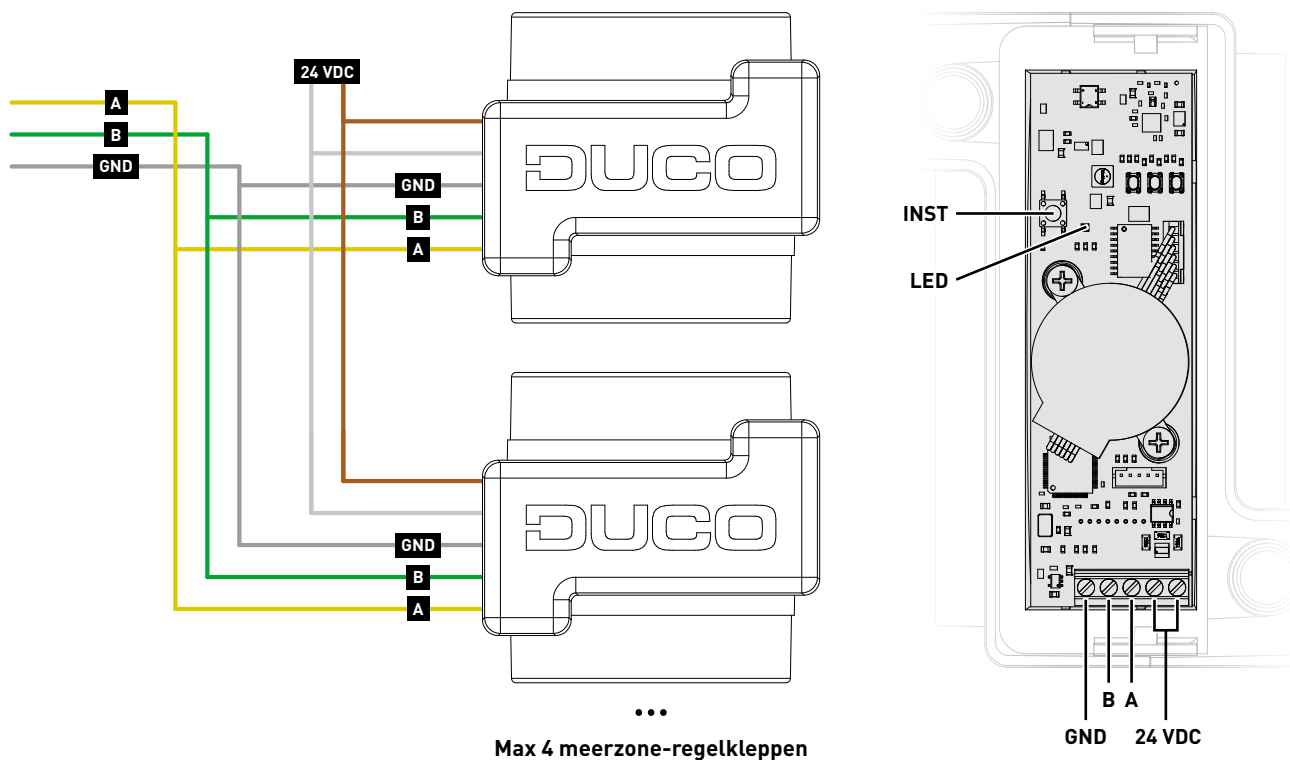 24 VDC
A
B
GND
GND
B
A
DUCO
GND
B
A
DUCO
...
Max 4 meerzone-regelkleppen
INST
LED
B A
GND 24 VDC